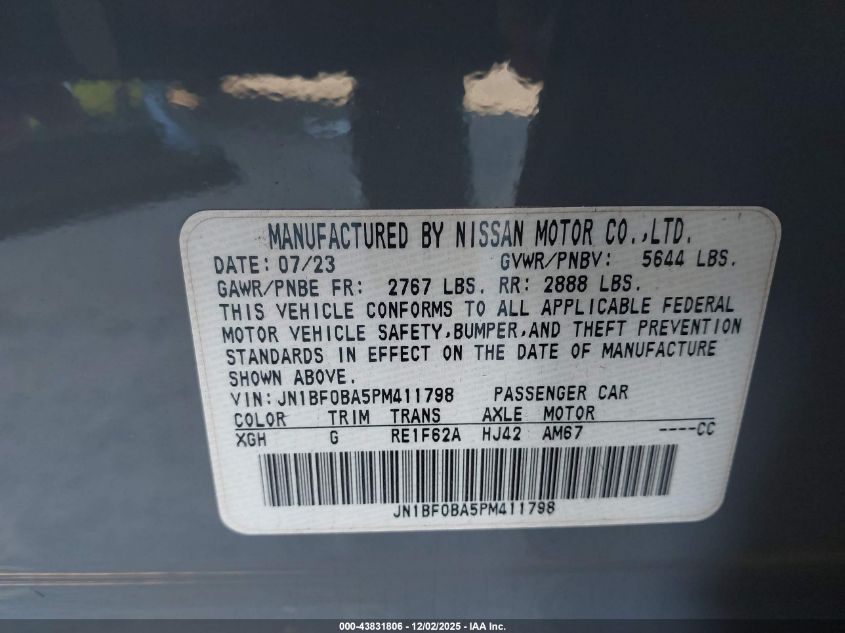 MANUFACTURED BY NISSAN MOTOR CO.,LTD.
DATE: 07/23 GVWR/PNBV: 5644 LBS.
GAWR/PNBE FR: 2767 LBS. RR: 2888 LBS.
THIS VEHICLE CONFORMS TO ALL APPLICABLE FEDERAL
MOTOR VEHICLE SAFETY,BUMPER,AND THEFT PREVENTION
STANDARDS IN EFFECT ON THE DATE OF MANUFACTURE
SHOWN ABOVE.
VIN: JN1BF0BA5PM411798 PASSENGER CAR
COLOR TRIM TRANS AXLE MOTOR
XGH G RE1F62A HJ42 AM67 ----CC
JN1BF0BA5PM411798
000-43831806 - 12/02/2025 - IAA Inc.